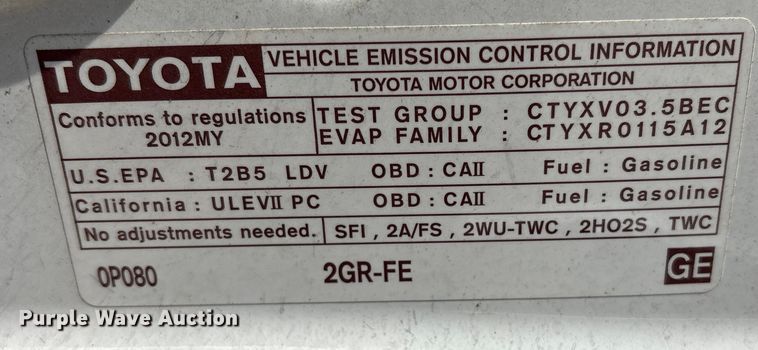 TOYOTA
VEHICLE EMISSION CONTROL INFORMATION
TOYOTA MOTOR CORPORATION
Conforms to regulations
2012MY
TEST GROUP : CTYXV03.5BEC
EVAP FAMILY : CTYXR0115A12
U.S.EPA : T2B5 LDV OBD : CAII Fuel : Gasoline
California : ULEVII PC OBD : CAII Fuel : Gasoline
No adjustments needed. SFI , 2A/FS , 2WU-TWC , 2HO2S , TWC
0P080 2GR-FE GE
Purple Wave Auction